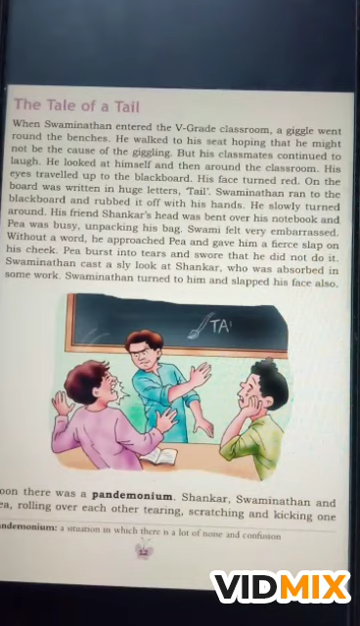 The Tale of a Tail
When Swaminathan entered the V-Grade classroom, a giggle went
round the benches. He walked to his seat hoping that he might
not be the cause of the giggling. But his classmates continued to
laugh. He looked at himself and then around the classroom. His
eyes travelled up to the blackboard. His face turned red. On the
board was written in huge letters, 'Tail'. Swaminathan ran to the
blackboard and rubbed it off with his hands. He slowly turned
around. His friend Shankar's head was bent over his notebook and
Pea was busy, unpacking his bag. Swami felt very embarrassed.
Without a word, he approached Pea and gave him a fierce slap on
his cheek. Pea burst into tears and swore that he did not do it.
Swaminathan cast a sly look at Shankar, who was absorbed in
some work. Swaminathan turned to him and slapped his face also.
TA
oon there was a pandemonium. Shankar, Swaminathan and
ea, rolling over each other tearing, scratching and kicking one
ndemonium: a situation in which there is a lot of noise and confusion
VIDMIX